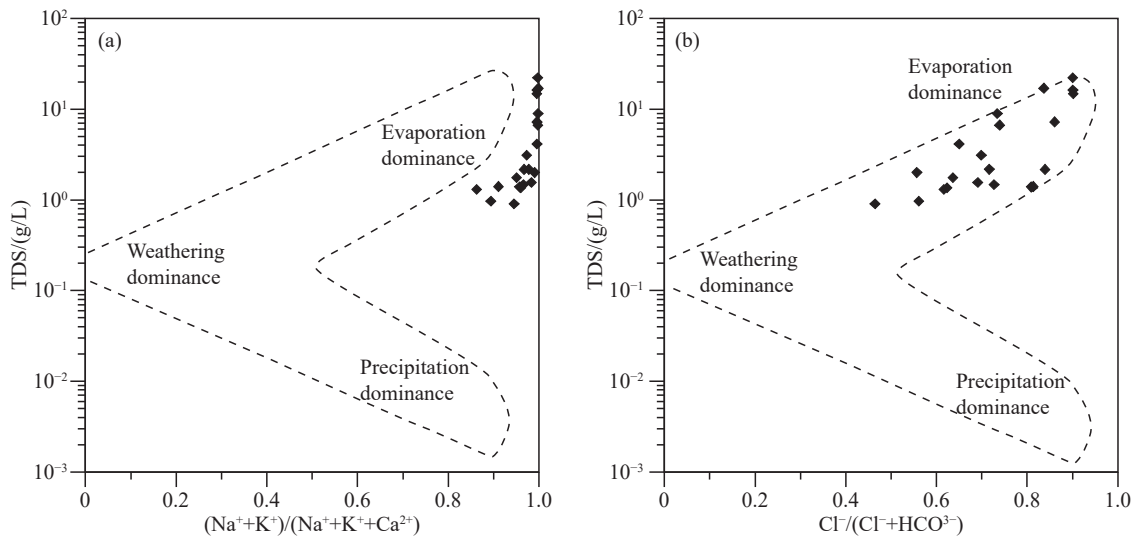 (a)
10²
10¹
10⁰
10⁻¹
10⁻²
10⁻³
TDS/(g/L)
Evaporation
dominance
Weathering
dominance
Precipitation
dominance
0 0.2 0.4 0.6 0.8 1.0
(Na⁺+K⁺)/(Na⁺+K⁺+Ca²⁺)
(b)
10²
10¹
10⁰
10⁻¹
10⁻²
10⁻³
TDS/(g/L)
Evaporation
dominance
Weathering
dominance
Precipitation
dominance
0 0.2 0.4 0.6 0.8 1.0
Cl⁻/(Cl⁻+HCO³⁻)